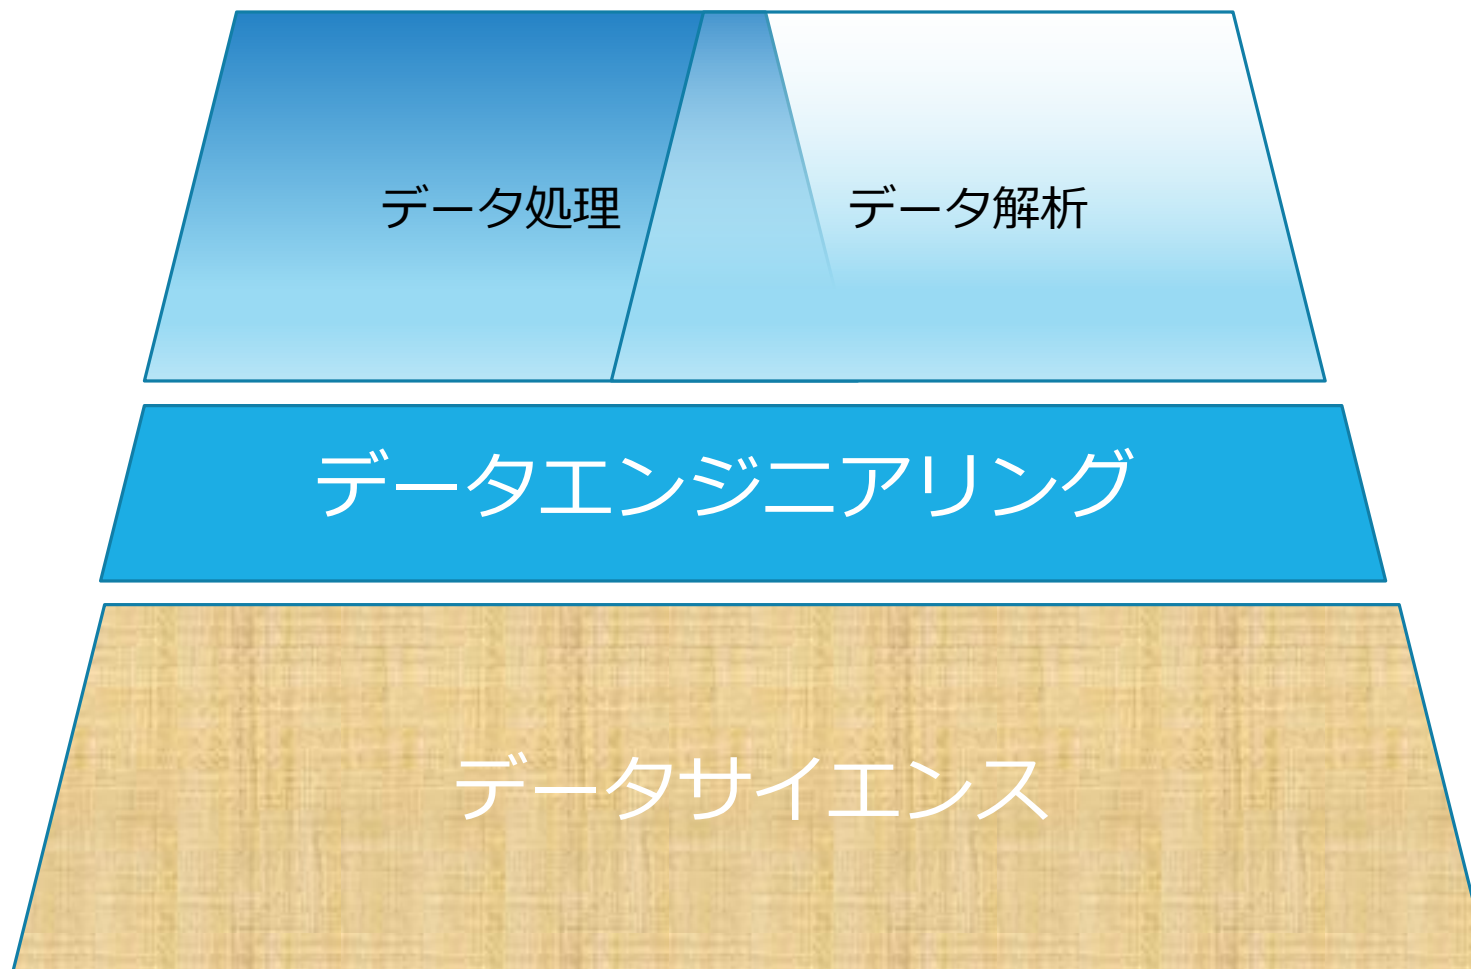 データ処理
データ解析
データエンジニアリング
データサイエンス